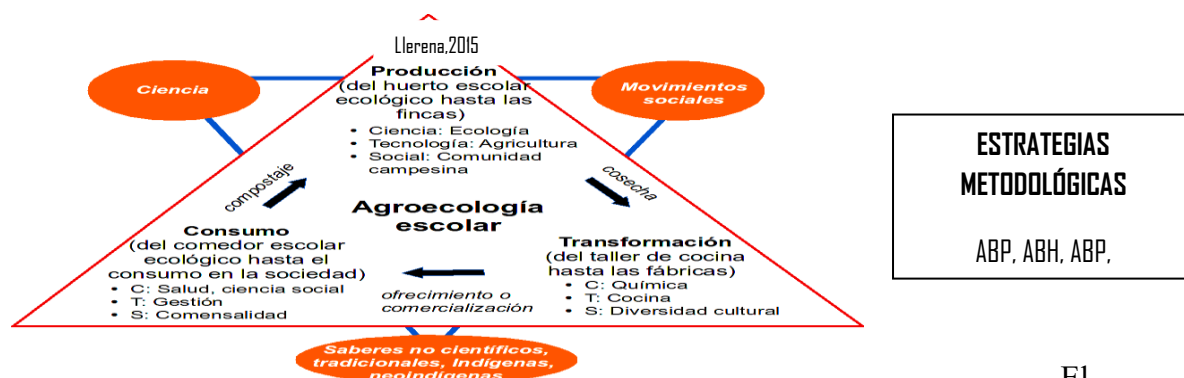 Llerena,2015
Producción
(del huerto escolar
ecológico hasta las
fincas)
• Ciencia: Ecología
• Tecnología: Agricultura
• Social: Comunidad
campesina
Ciencia
Movimientos
sociales
compostaje
cosecha
Agroecología
escolar
Consumo
(del comedor escolar
ecológico hasta el
consumo en la sociedad)
• C: Salud, ciencia social
• T: Gestión
• S: Comensalidad
ofrecimiento o
comercialización
Transformación
(del taller de cocina
hasta las fábricas)
• C: Química
• T: Cocina
• S: Diversidad cultural
Saberes no científicos,
tradicionales, Indígenas,
neoindígenas
ESTRATEGIAS
METODOLÓGICAS
ABP, ABH, ABP,
El